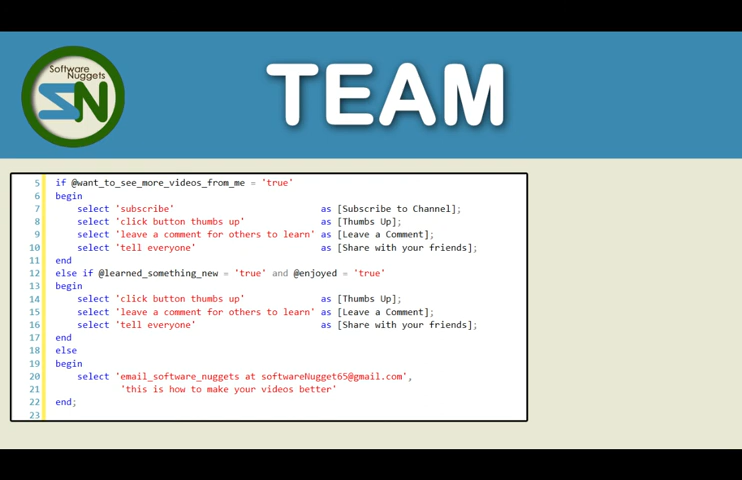 Software
Nuggets
SN
TEAM
5 if @want_to_see_more_videos_from_me = 'true'
6 begin
7 select 'subscribe' as [Subscribe to Channel];
8 select 'click button thumbs up' as [Thumbs Up];
9 select 'leave a comment for others to learn' as [Leave a Comment];
10 select 'tell everyone' as [Share with your friends];
11 end
12 else if @learned_something_new = 'true' and @enjoyed = 'true'
13 begin
14 select 'click button thumbs up' as [Thumbs Up];
15 select 'leave a comment for others to learn' as [Leave a Comment];
16 select 'tell everyone' as [Share with your friends];
17 end
18 else
19 begin
20 select 'email_software_nuggets at softwareNugget65@gmail.com',
21 'this is how to make your videos better'
22 end;
23